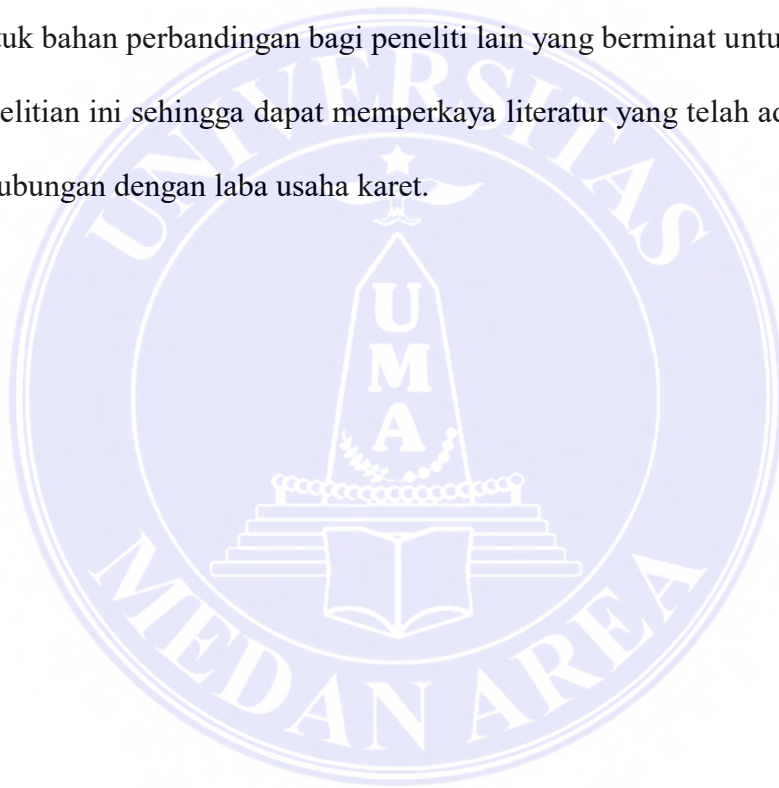 tuk bahan perbandingan bagi peneliti lain yang berminat untu
elitian ini sehingga dapat memperkaya literatur yang telah ad
ubungan dengan laba usaha karet.
UNIVERSITAS
U
M
A
MEDAN AREA